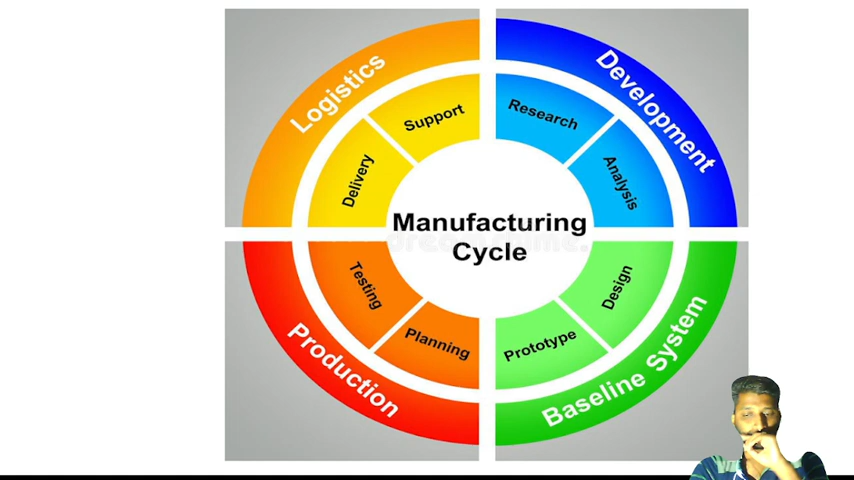 Logistics
Development
Support
Research
Delivery
Analysis
Manufacturing
Cycle
Testing
Design
Planning
Prototype
Production
Baseline System